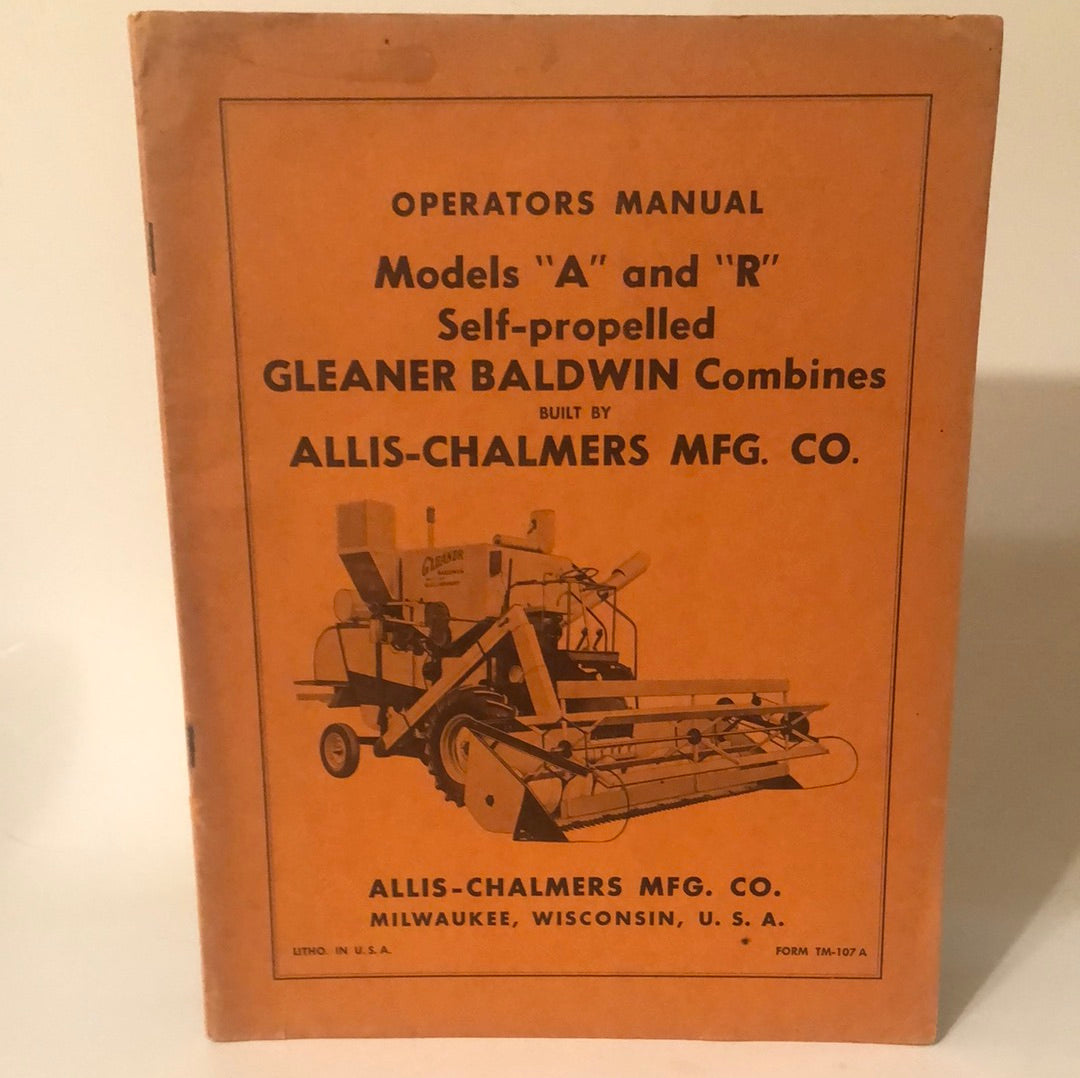 OPERATORS MANUAL
Models "A" and "R"
Self-propelled
GLEANER BALDWIN Combines
BUILT BY
ALLIS-CHALMERS MFG. CO.
GLEANER
ALLIS-CHALMERS MFG. CO.
MILWAUKEE, WISCONSIN, U. S. A.
LITHO. IN U. S. A.
FORM TM-107 A